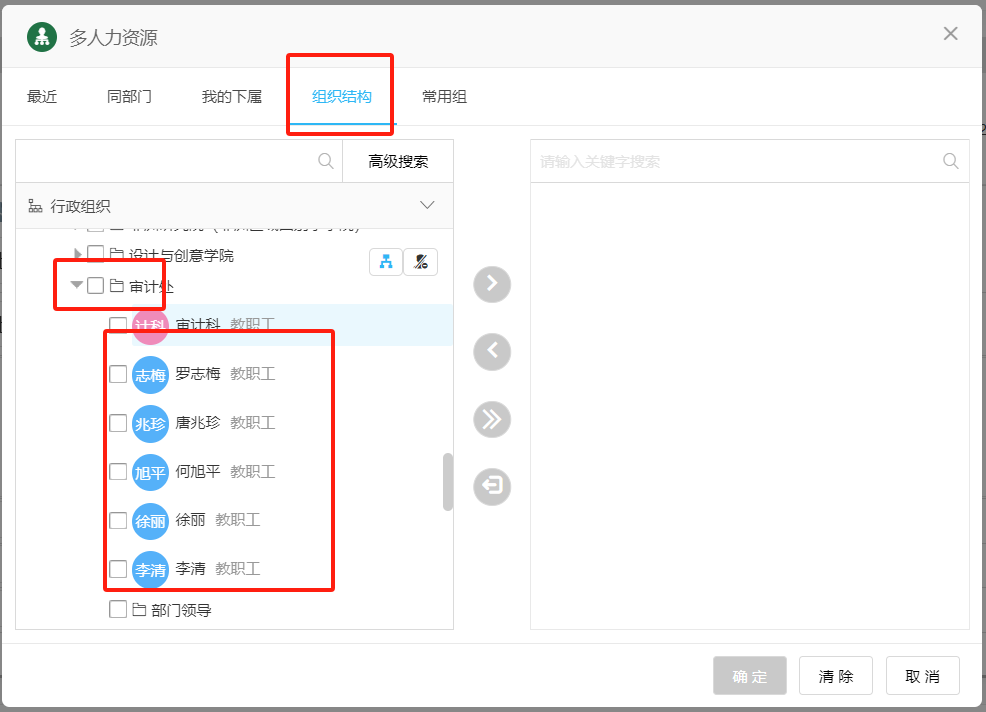 多人力资源
最近 同部门 我的下属 组织结构 常用组
高级搜索
请输入关键字搜索
行政组织
设计与创意学院
审计处
计科 审计科 教职工
志梅 罗志梅 教职工
兆珍 唐兆珍 教职工
旭平 何旭平 教职工
徐丽 徐丽 教职工
李清 李清 教职工
部门领导
确定 清除 取消